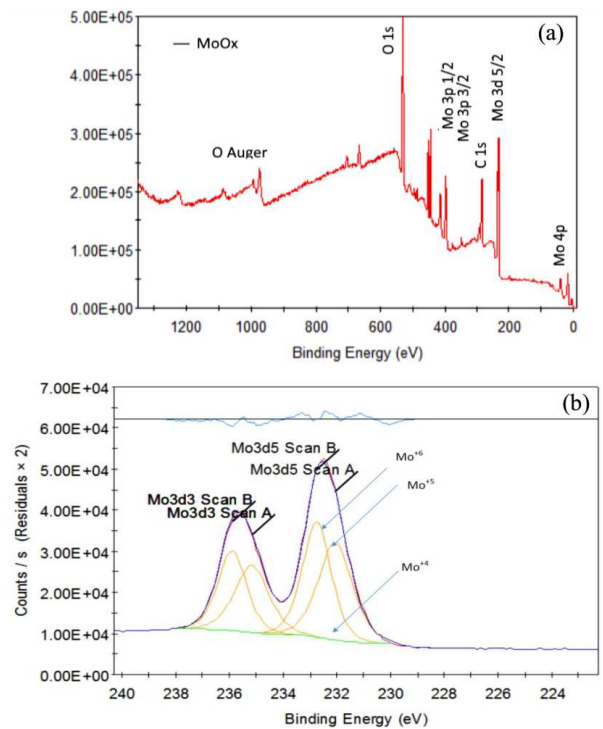 (a)
— MoOx
5.00E+05
4.00E+05
3.00E+05
2.00E+05
1.00E+05
0.00E+00
O Auger
O 1s
Mo 3p 1/2
Mo 3p 3/2
C 1s
Mo 3d 5/2
Mo 4p
1200 1000 800 600 400 200 0
Binding Energy (eV)
(b)
7.00E+04
6.00E+04
5.00E+04
4.00E+04
3.00E+04
2.00E+04
1.00E+04
0.00E+00
Counts / s (Residuals × 2)
Mo3d5 Scan B
Mo3d5 Scan A
Mo3d3 Scan B
Mo3d3 Scan A
Mo+6
Mo+5
Mo+4
240 238 236 234 232 230 228 226 224
Binding Energy (eV)